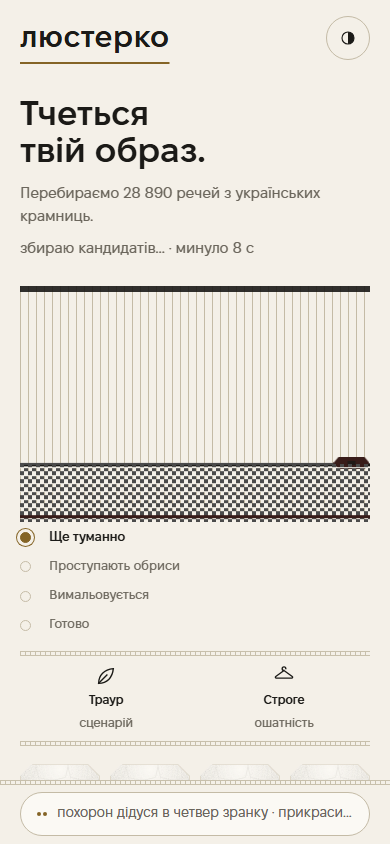 люстерко
Тчеться
твій образ.
Перебираємо 28 890 речей з українських
крамниць.
збираю кандидатів... · минуло 8 с
Ще туманно
Проступають обриси
Вимальовується
Готово
Траур
Строге
сценарій
ошатність
похорон дідуся в четвер зранку · прикраси...